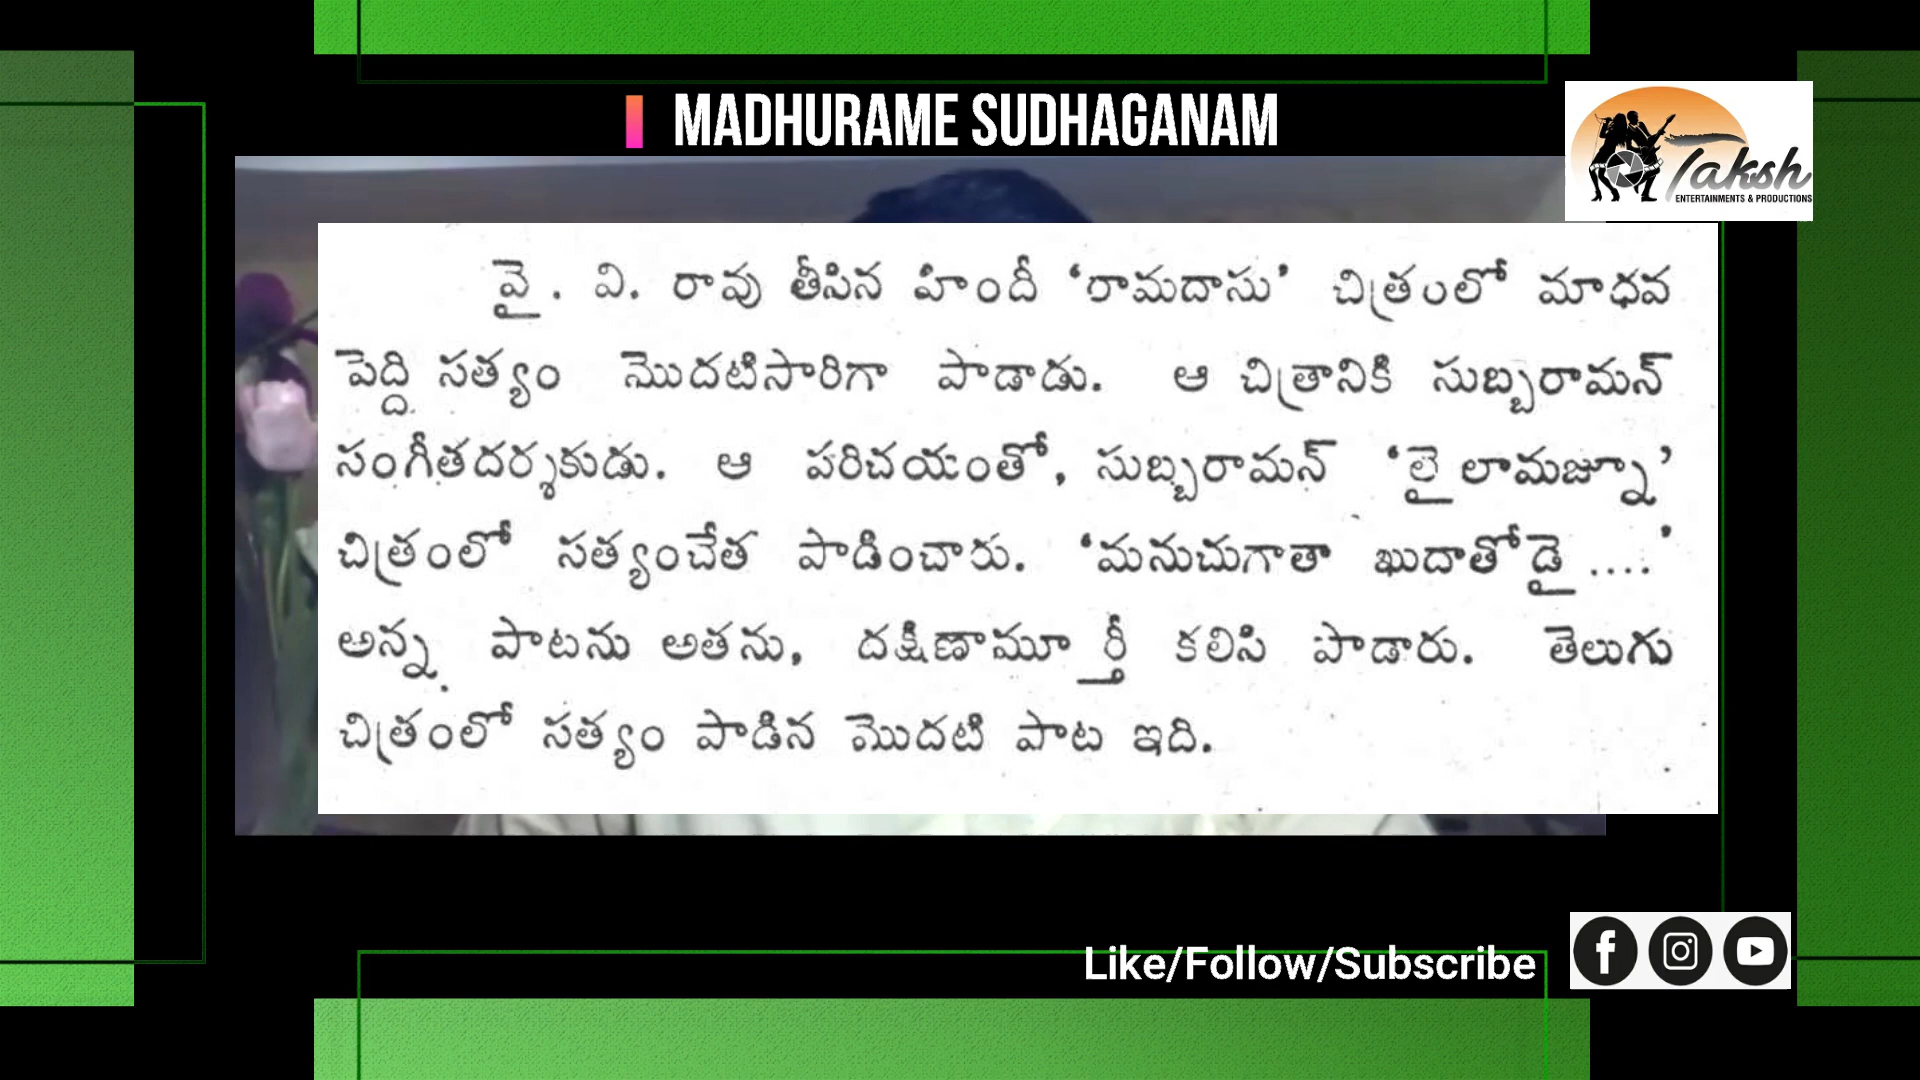 MADHURAME SUDHAGANAM
Taksh
ENTERTAINMENTS & PRODUCTIONS
వై . వి. రావు తీసిన హిందీ ‘రామదాసు’ చిత్రంలో మాధవ
పెద్ది సత్యం మొదటిసారిగా పాడాడు. ఆ చిత్రానికి సుబ్బరామన్
సంగీతదర్శకుడు. ఆ పరిచయంతో, సుబ్బరామన్ ‘లై లామజ్నూ’
చిత్రంలో సత్యంచేత పాడించారు. ‘మనుచుగాతా ఖుదాతోడై ....’
అన్న పాటను అతను, దక్షిణామూర్తీ కలిసి పాడారు. తెలుగు
చిత్రంలో సత్యం పాడిన మొదటి పాట ఇది.
Like/Follow/Subscribe